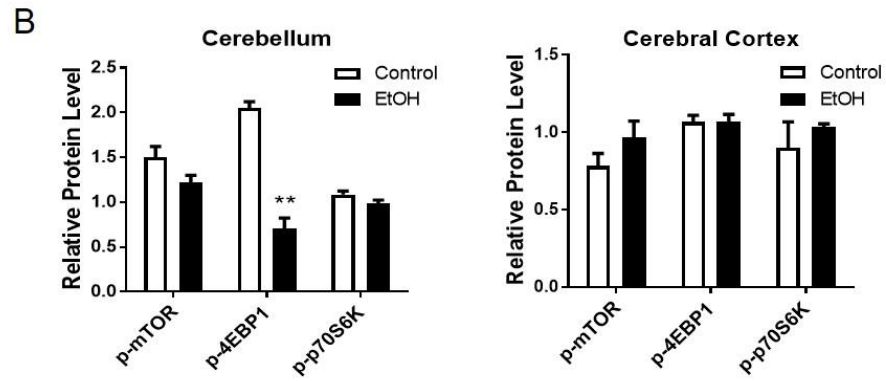 B
Cerebellum
Relative Protein Level
2.5
2.0
1.5
1.0
0.5
0.0
Control
EtOH
**
p-mTOR
p-4EBP1
p-p70S6K
Cerebral Cortex
Relative Protein Level
1.5
1.0
0.5
0.0
Control
EtOH
p-mTOR
p-4EBP1
p-p70S6K